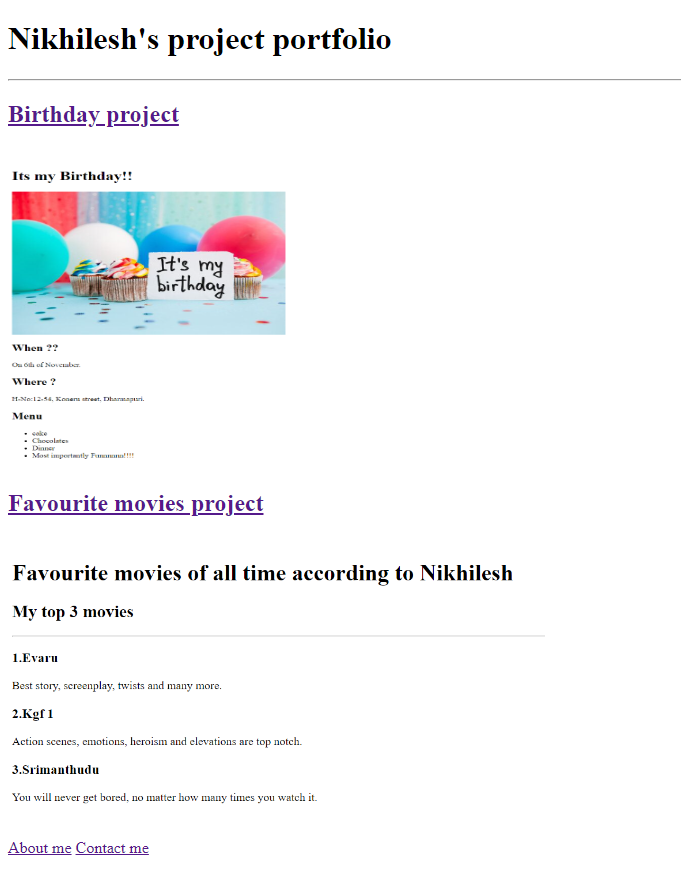 Nikhilesh's project portfolio
Birthday project
Its my Birthday!!
It's my
birthday
When ??
On 6th of November.
Where ?
H-No:12-54, Koneru street, Dharmapuri.
Menu
cake
Chocolates
Dinner
Most importantly Funnnnn!!!!
Favourite movies project
Favourite movies of all time according to Nikhilesh
My top 3 movies
1.Evaru
Best story, screenplay, twists and many more.
2.Kgf 1
Action scenes, emotions, heroism and elevations are top notch.
3.Srimanthudu
You will never get bored, no matter how many times you watch it.
About me Contact me